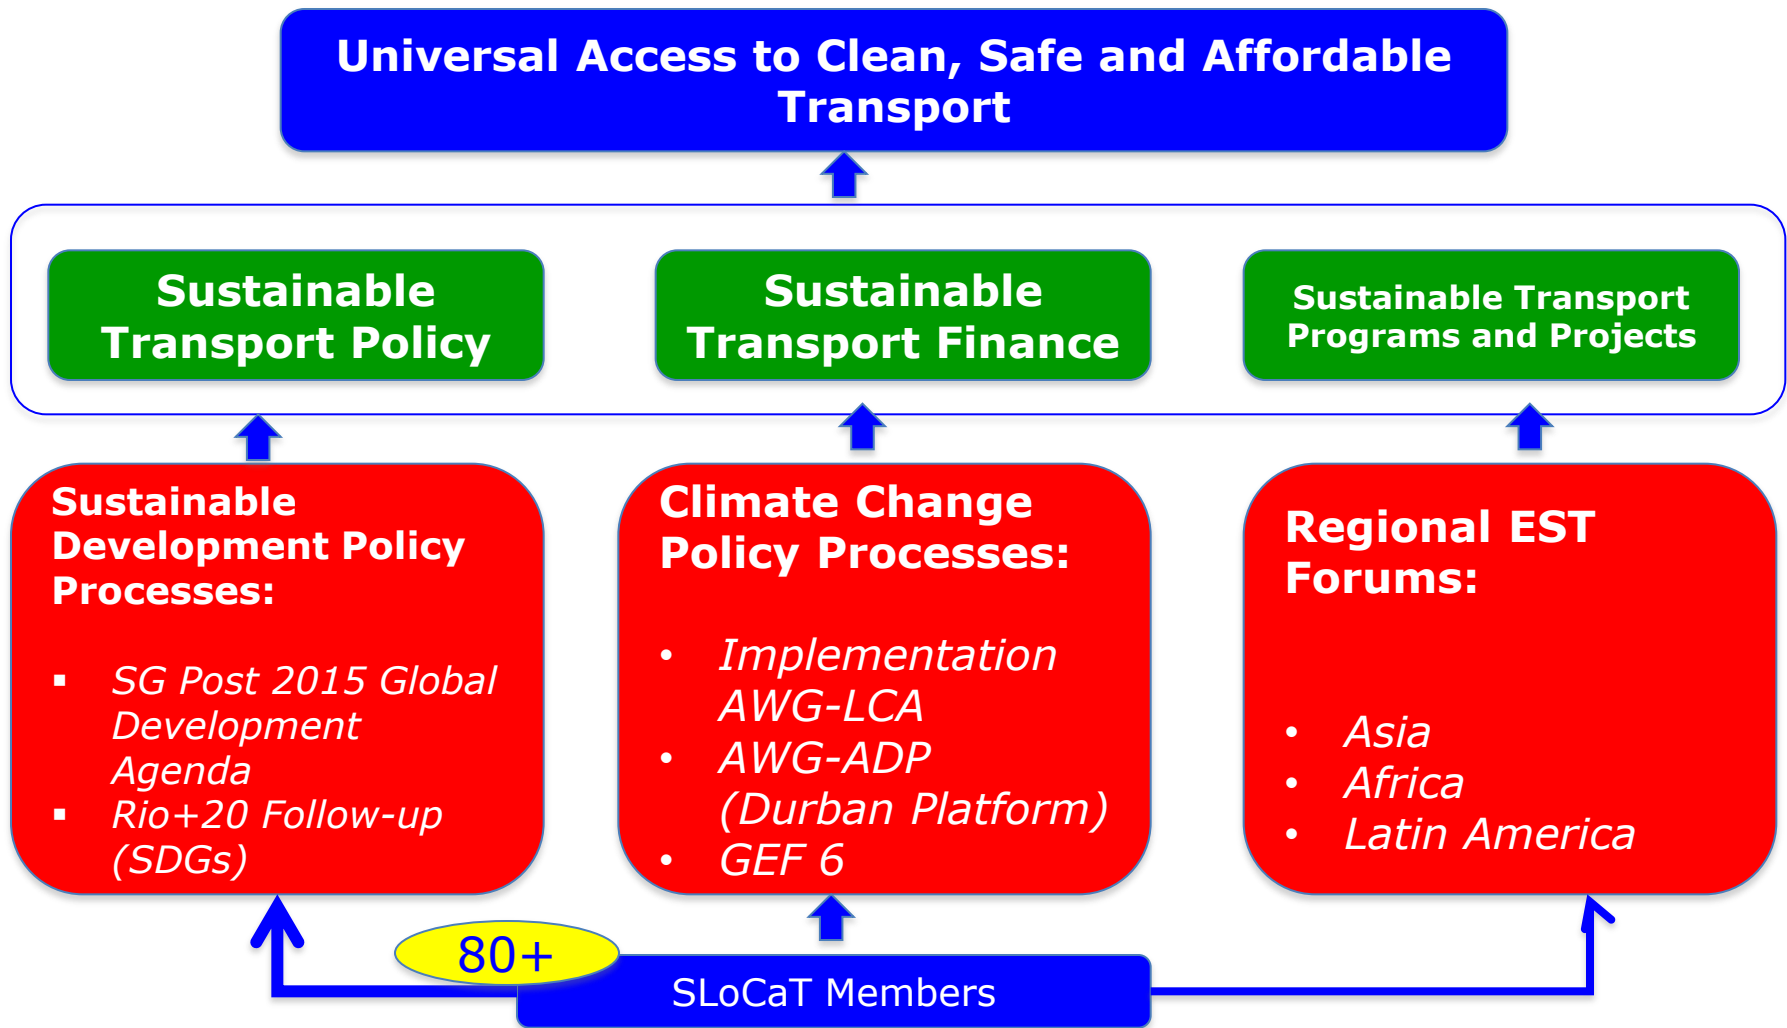 Universal Access to Clean, Safe and Affordable
Transport
Sustainable
Transport Policy
Sustainable
Transport Finance
Sustainable Transport
Programs and Projects
Sustainable
Development Policy
Processes:
▪ SG Post 2015 Global
Development
Agenda
▪ Rio+20 Follow-up
(SDGs)
Climate Change
Policy Processes:
• Implementation
AWG-LCA
• AWG-ADP
(Durban Platform)
• GEF 6
Regional EST
Forums:
• Asia
• Africa
• Latin America
80+
SLoCaT Members